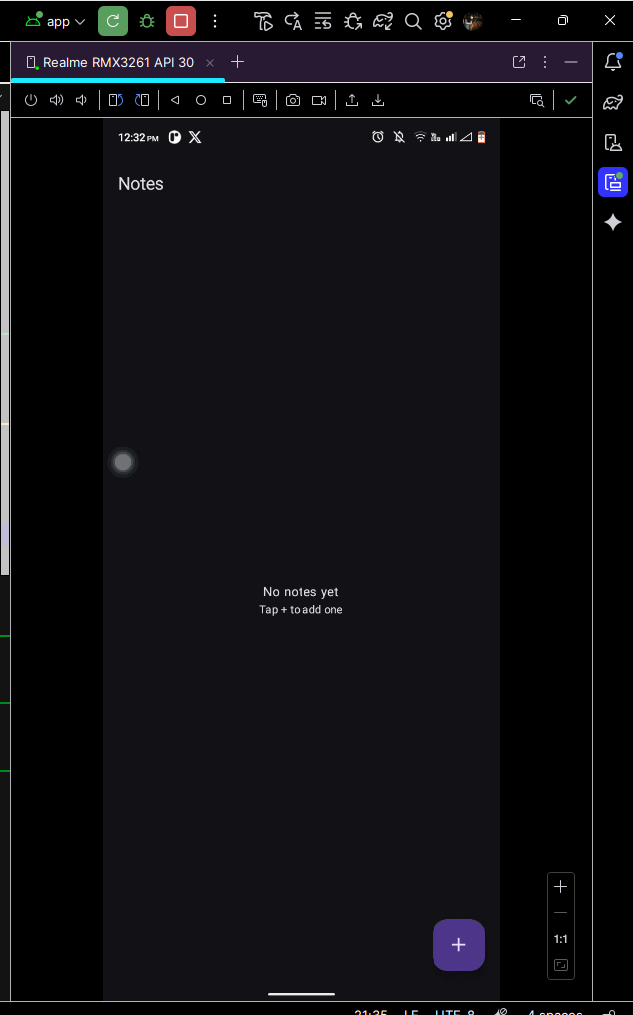 app
Realme RMX3261 API 30
12:32 PM
Notes
No notes yet
Tap + to add one
+
1:1
21:35 LF UTF-8 4 spaces